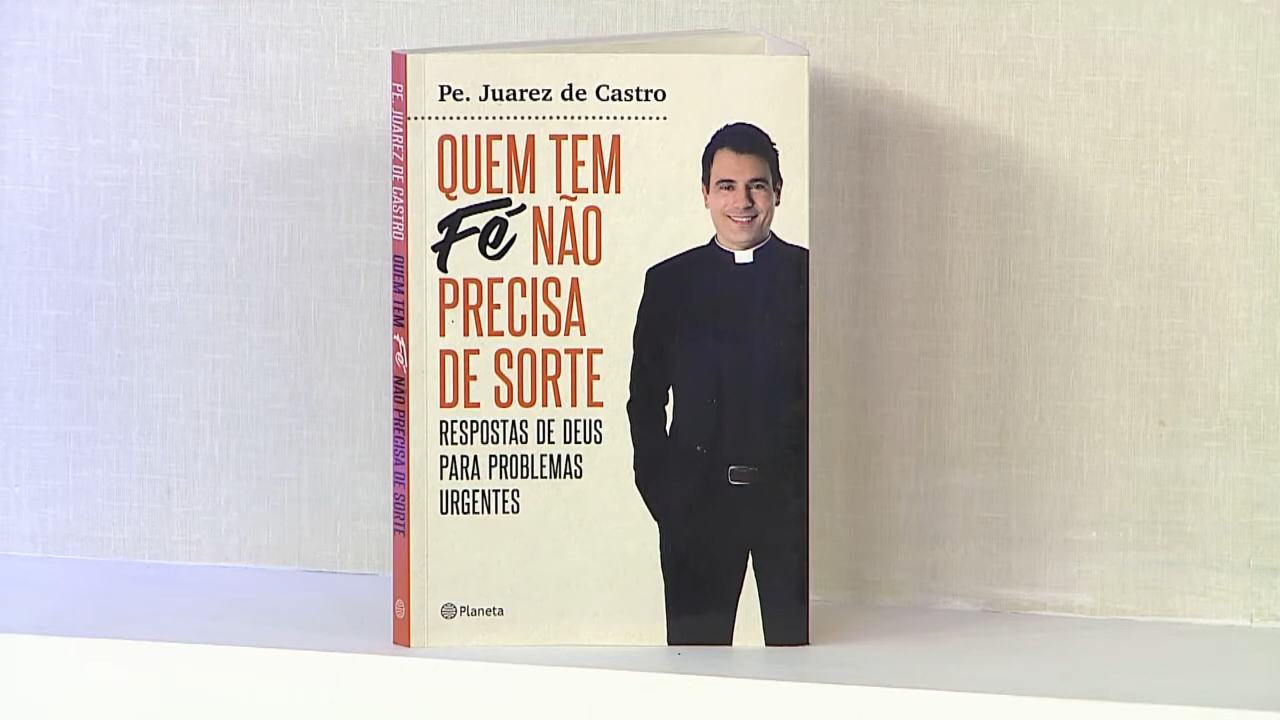 Pe. Juarez de Castro
QUEM TEM
Fé NÃO
PRECISA
DE SORTE
RESPOSTAS DE DEUS
PARA PROBLEMAS
URGENTES
Planeta
PE. JUAREZ DE CASTRO QUEM TEM Fé NÃO PRECISA DE SORTE